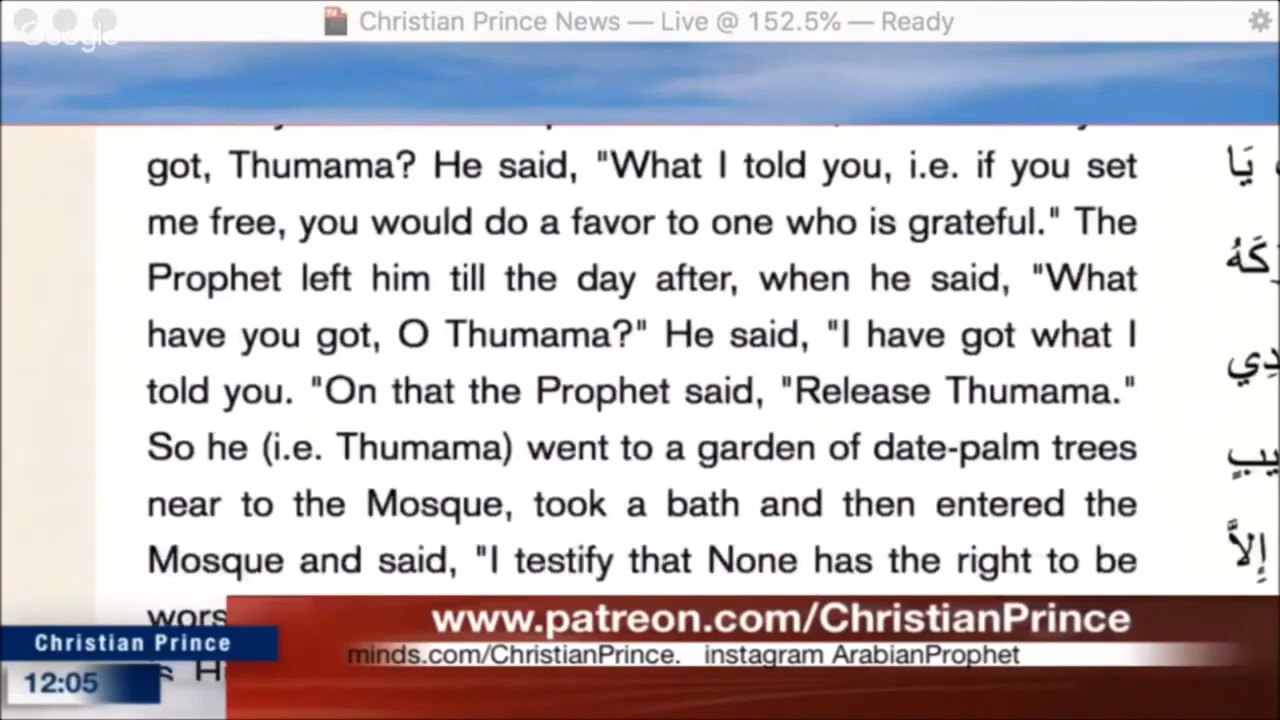 Christian Prince News — Live @ 152.5% — Ready
Google
got, Thumama? He said, "What I told you, i.e. if you set
me free, you would do a favor to one who is grateful." The
Prophet left him till the day after, when he said, "What
have you got, O Thumama?" He said, "I have got what I
told you. "On that the Prophet said, "Release Thumama."
So he (i.e. Thumama) went to a garden of date-palm trees
near to the Mosque, took a bath and then entered the
Mosque and said, "I testify that None has the right to be
يَا
كَهُ
دِي
يبٍ
إِلاَّ
www.patreon.com/ChristianPrince
Christian Prince
minds.com/ChristianPrince. instagram ArabianProphet
12:05